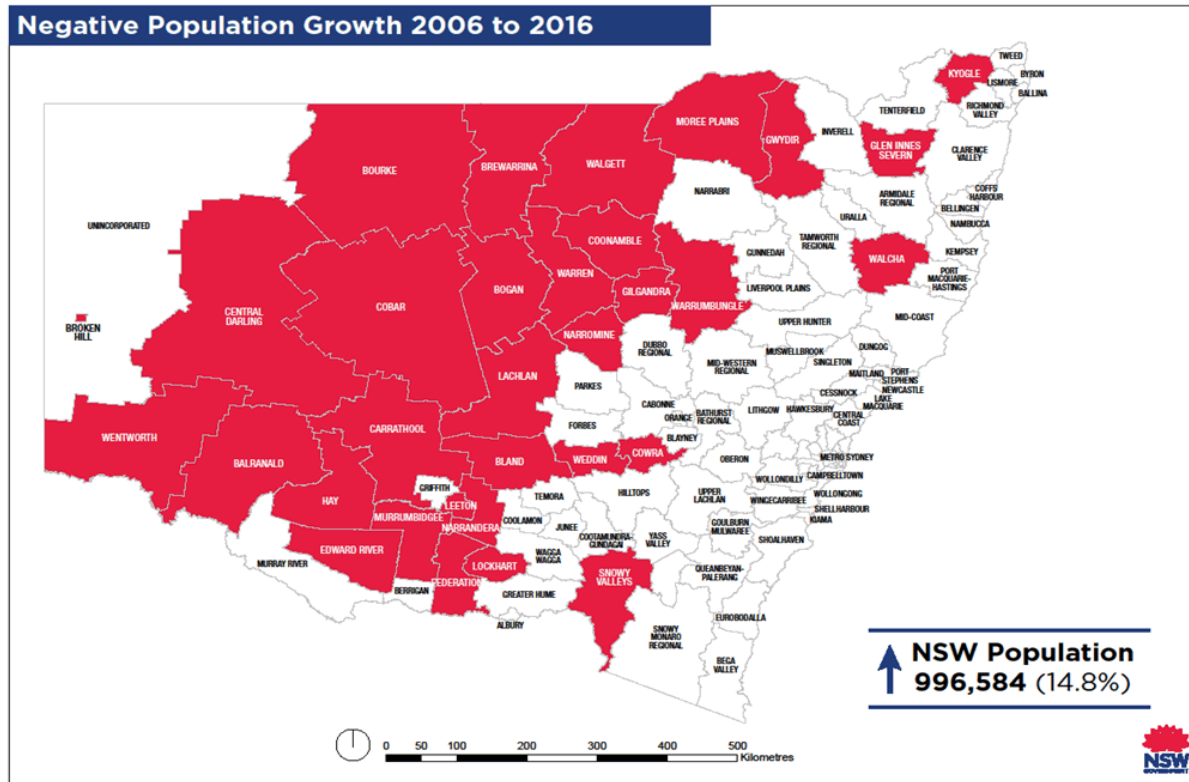 Negative Population Growth 2006 to 2016
TWEED
KYOGLE
BYRON
LISMORE
BALLINA
RICHMOND
VALLEY
TENTERFIELD
MOREE PLAINS
GWYDIR
INVERELL
GLEN INNES
SEVERN
CLARENCE
VALLEY
BOURKE
BREWARRINA
WALGETT
NARRABRI
ARMIDALE
REGIONAL
COFFS
HARBOUR
BELLINGEN
NAMBUCCA
URALLA
UNINCORPORATED
COONAMBLE
GUNNEDAH
TAMWORTH
REGIONAL
WALCHA
KEMPSEY
PORT
MACQUARIE-
HASTINGS
WARREN
BOGAN
GILGANDRA
WARRUMBUNGLE
LIVERPOOL PLAINS
COBAR
CENTRAL
DARLING
BROKEN
HILL
NARROMINE
UPPER HUNTER
MID-COAST
DUBBO
REGIONAL
MID-WESTERN
REGIONAL
MUSWELLBROOK
DUNGOG
SINGLETON
LACHLAN
PARKES
MAITLAND
PORT
STEPHENS
NEWCASTLE
CESSNOCK
LAKE
MACQUARIE
CABONNE
ORANGE
BATHURST
REGIONAL
LITHGOW
HAWKESBURY
CENTRAL
COAST
WENTWORTH
CARRATHOOL
FORBES
BLAYNEY
BALRANALD
BLAND
WEDDIN
COWRA
OBERON
METRO SYDNEY
HAY
GRIFFITH
LEETON
TEMORA
HILLTOPS
UPPER
LACHLAN
WOLLONDILLY
CAMPBELLTOWN
WINGECARRIBEE
WOLLONGONG
SHELLHARBOUR
KIAMA
MURRUMBIDGEE
NARRANDERA
COOLAMON
JUNEE
COOTAMUNDRA-
GUNDAGAI
YASS
VALLEY
GOULBURN
MULWAREE
SHOALHAVEN
EDWARD RIVER
MURRAY RIVER
LOCKHART
WAGGA
WAGGA
SNOWY
VALLEYS
QUEANBEYAN-
PALERANG
BERRIGAN
FEDERATION
GREATER HUME
ALBURY
EUROBODALLA
SNOWY
MONARO
REGIONAL
BEGA
VALLEY
NSW Population
996,584 (14.8%)
0 50 100 200 300 400 500
Kilometres
NSW
GOVERNMENT